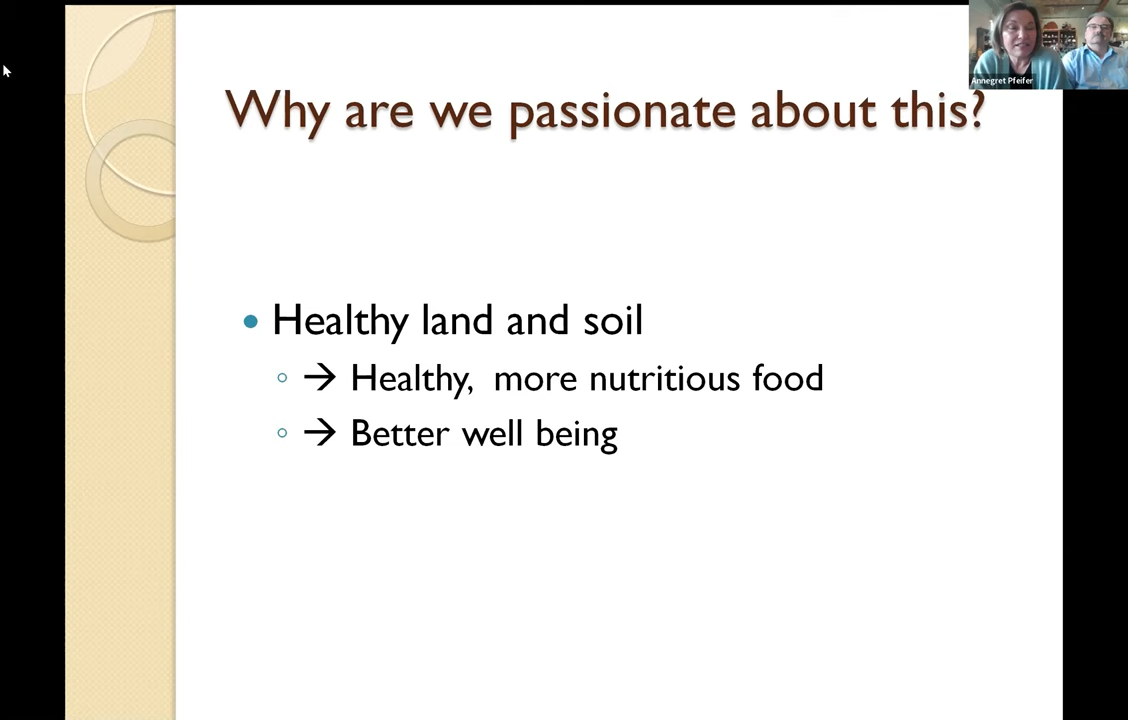 Annegret Pfeifer
Why are we passionate about this?
• Healthy land and soil
◦ → Healthy,  more nutritious food
◦ → Better well being